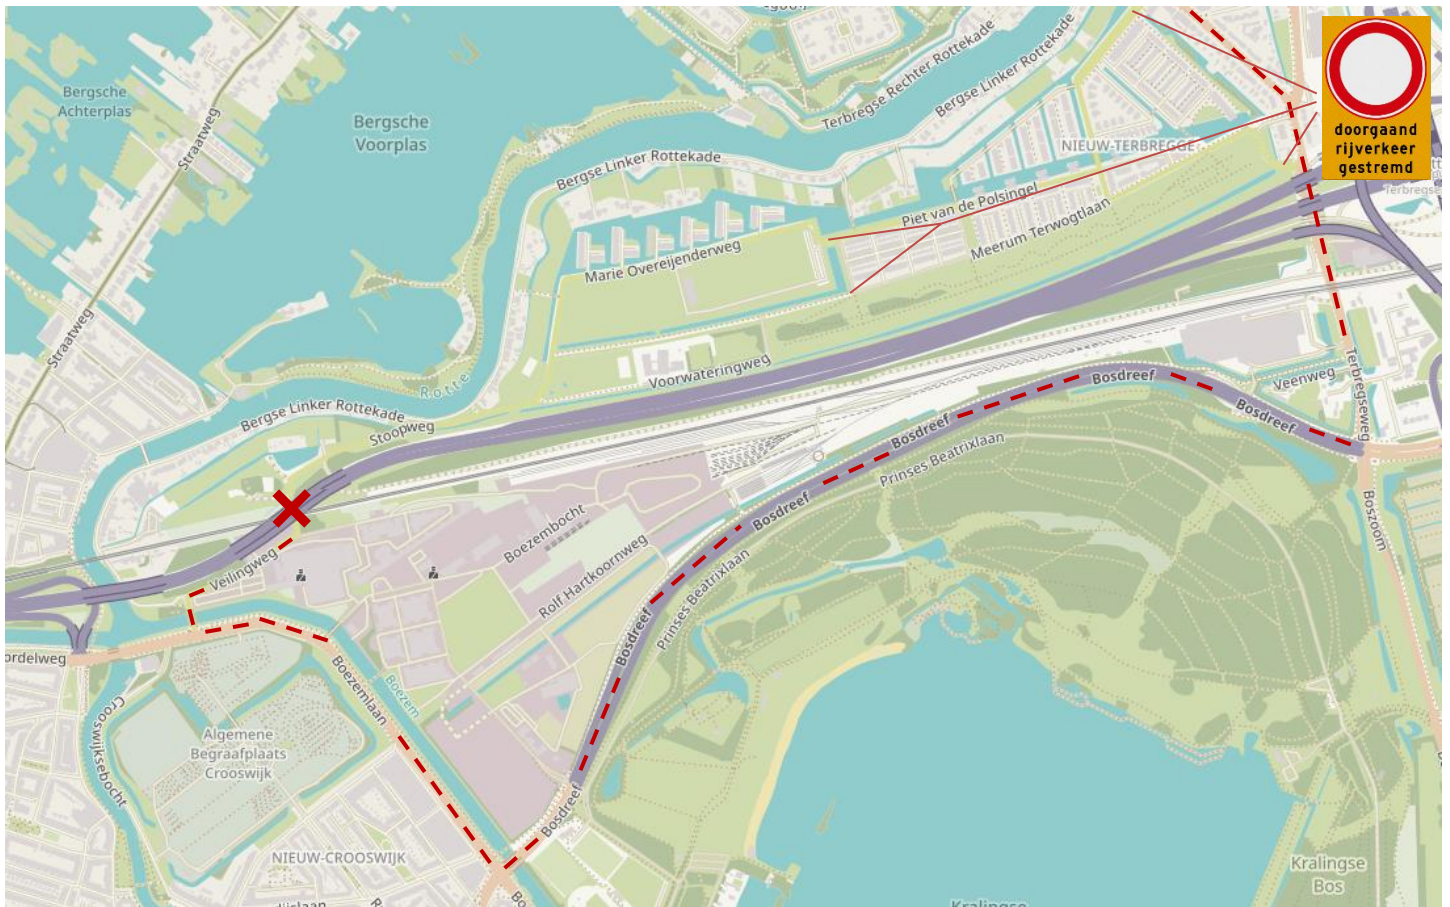 Bergsche
Achterplas
Straatweg
Bergsche
Voorplas
Terbregse Rechter Rottekade
Bergse Linker Rottekade
doorgaand
rijverkeer
gestremd
NIEUW-TERBREGGE
Bergse Linker Rottekade
Piet van de Polsingel
Meerum Terwogtlaan
Marie Overeijenderweg
Straatweg
Rotte
Voorwateringweg
Bergse Linker Rottekade
Stoopweg
Bosdreef
Veenweg
Terbregseweg
Bosdreef
Bosdreef
Prinses Beatrixlaan
Bosdreef
Boszoom
Boezembocht
Veilingweg
Rolf Hartkoornweg
Prinses Beatrixlaan
Bosdreef
ordelweg
Boezemlaan
Boezem
Crooswijksebocht
Algemene
Begraafplaats
Crooswijk
Bosdreef
NIEUW-CROOSWIJK
Kralingse
Bos
Kralingse